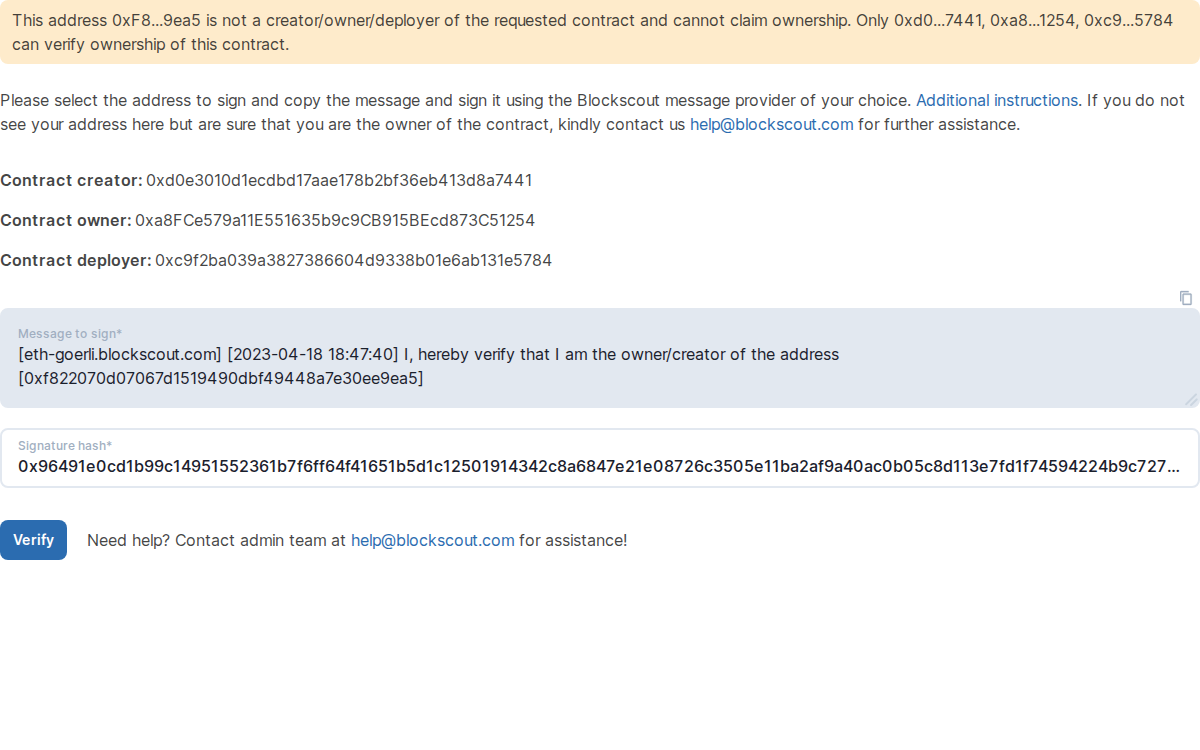 This address 0xF8...9ea5 is not a creator/owner/deployer of the requested contract and cannot claim ownership. Only 0xd0...7441, 0xa8...1254, 0xc9...5784
can verify ownership of this contract.
Please select the address to sign and copy the message and sign it using the Blockscout message provider of your choice. Additional instructions. If you do not
see your address here but are sure that you are the owner of the contract, kindly contact us help@blockscout.com for further assistance.
Contract creator: 0xd0e3010d1ecdbd17aae178b2bf36eb413d8a7441
Contract owner: 0xa8FCe579a11E551635b9c9CB915BEcd873C51254
Contract deployer: 0xc9f2ba039a3827386604d9338b01e6ab131e5784
Message to sign*
[eth-goerli.blockscout.com] [2023-04-18 18:47:40] I, hereby verify that I am the owner/creator of the address
[0xf822070d07067d1519490dbf49448a7e30ee9ea5]
Signature hash*
0x96491e0cd1b99c14951552361b7f6ff64f41651b5d1c12501914342c8a6847e21e08726c3505e11ba2af9a40ac0b05c8d113e7fd1f74594224b9c727...
Verify Need help? Contact admin team at help@blockscout.com for assistance!